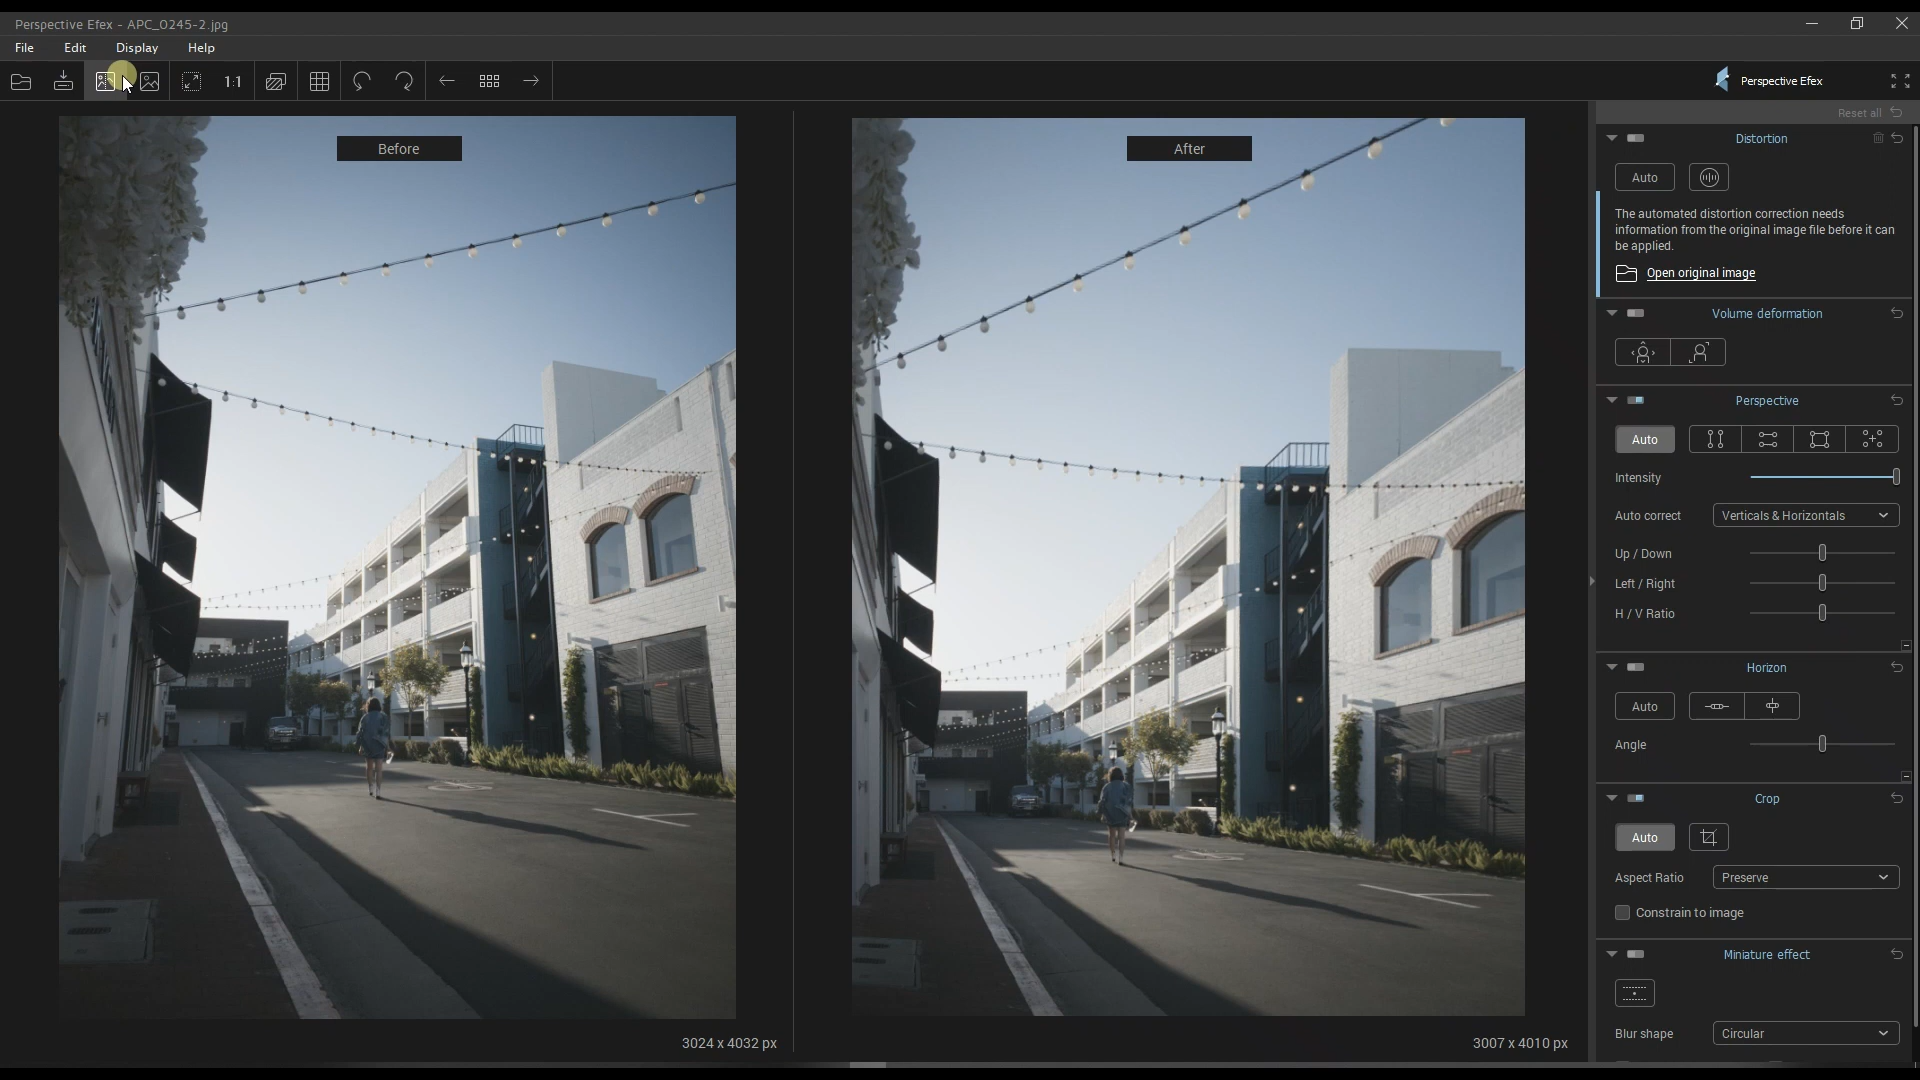 Perspective Efex - APC_0245-2.jpg
File Edit Display Help
1:1
Perspective Efex
Reset all
Before
After
Distortion
Auto
The automated distortion correction needs
information from the original image file before it can
be applied.
Open original image
Volume deformation
Perspective
Auto
Intensity
Auto correct Verticals & Horizontals
Up / Down
Left / Right
H / V Ratio
Horizon
Auto
Angle
Crop
Auto
Aspect Ratio Preserve
Constrain to image
Miniature effect
Blur shape Circular
3024 x 4032 px
3007 x 4010 px